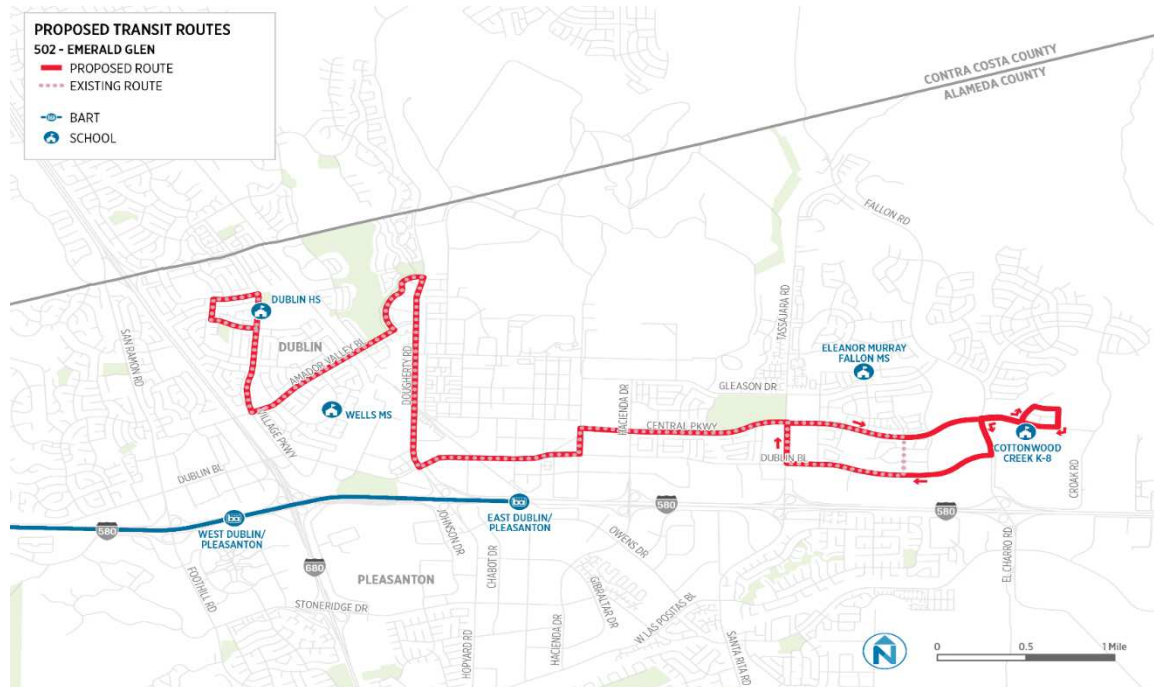 PROPOSED TRANSIT ROUTES
502 - EMERALD GLEN
PROPOSED ROUTE
EXISTING ROUTE
BART
SCHOOL
CONTRA COSTA COUNTY
ALAMEDA COUNTY
FALLON RD
TASSAJARA RD
DUBLIN HS
SAN RAMON RD
DUBLIN
AMADOR VALLEY BL
DOUGHERTY RD
ELEANOR MURRAY
FALLON MS
GLEASON DR
HACIENDA DR
WELLS MS
VILLAGE PKWY
CENTRAL PKWY
COTTONWOOD
CREEK K-8
DUBLIN BL
DUBLIN BL
CROAK RD
580
WEST DUBLIN/
PLEASANTON
EAST DUBLIN/
PLEASANTON
580
JOHNSON DR
OWENS DR
EL CHARRO RD
680
CHABOT DR
PLEASANTON
FOOTHILL RD
GIBRALTAR DR
STONERIDGE DR
W LAS POSITAS BL
HOPYARD RD
HACIENDA DR
SANTA RITA RD
N
0
0.5
1 Mile